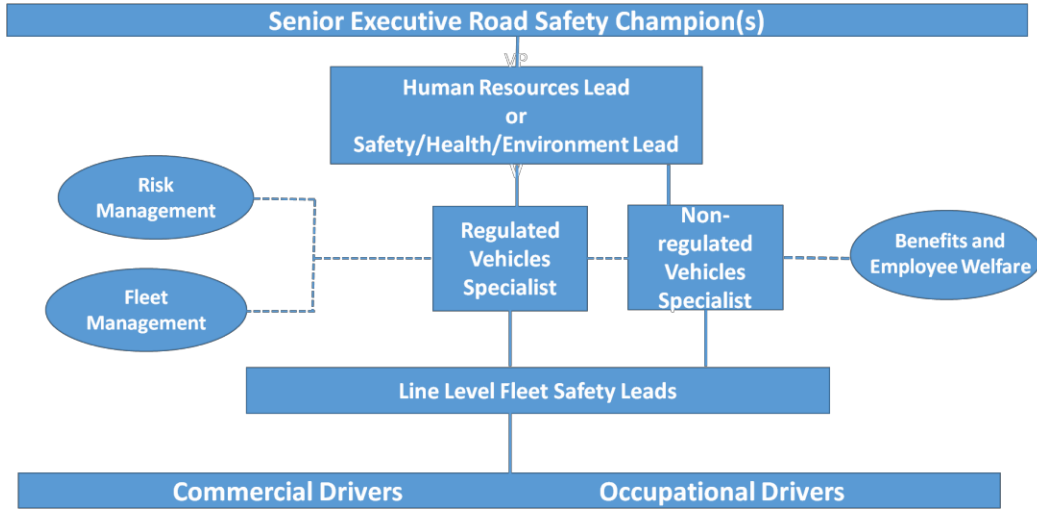 Senior Executive Road Safety Champion(s)
VP
Human Resources Lead
or
Safety/Health/Environment Lead
V
Risk
Management
Fleet
Management
Regulated
Vehicles
Specialist
Non-
regulated
Vehicles
Specialist
Benefits and
Employee Welfare
Line Level Fleet Safety Leads
Commercial Drivers
Occupational Drivers